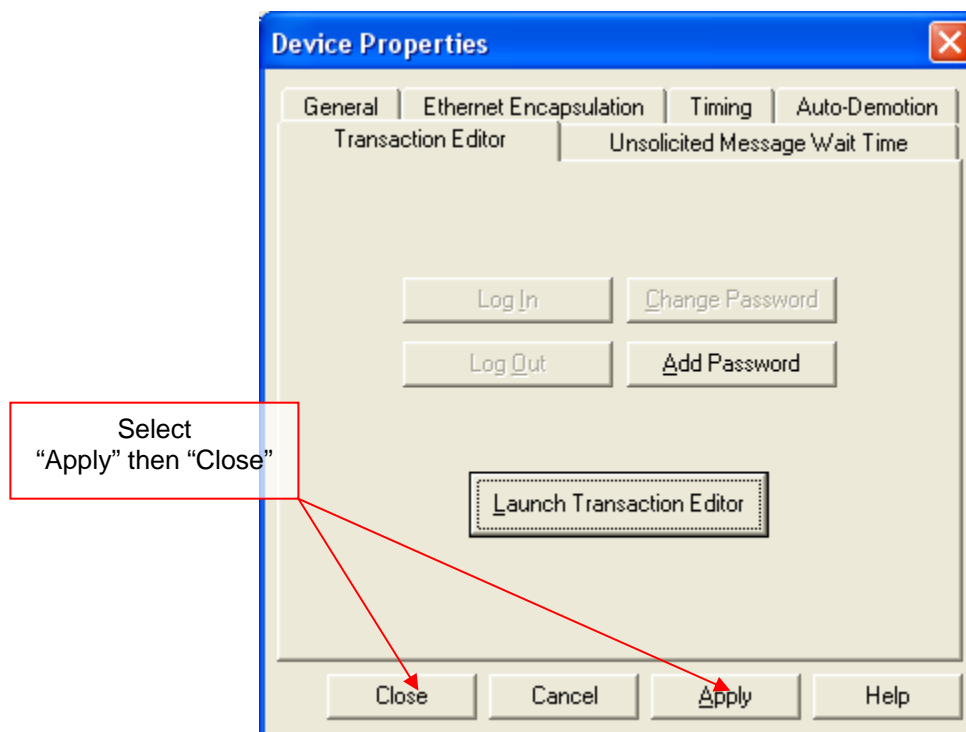 Device Properties
General Ethernet Encapsulation Timing Auto-Demotion
Transaction Editor Unsolicited Message Wait Time
Log In Change Password
Log Out Add Password
Select
“Apply” then “Close”
Launch Transaction Editor
Close Cancel Apply Help